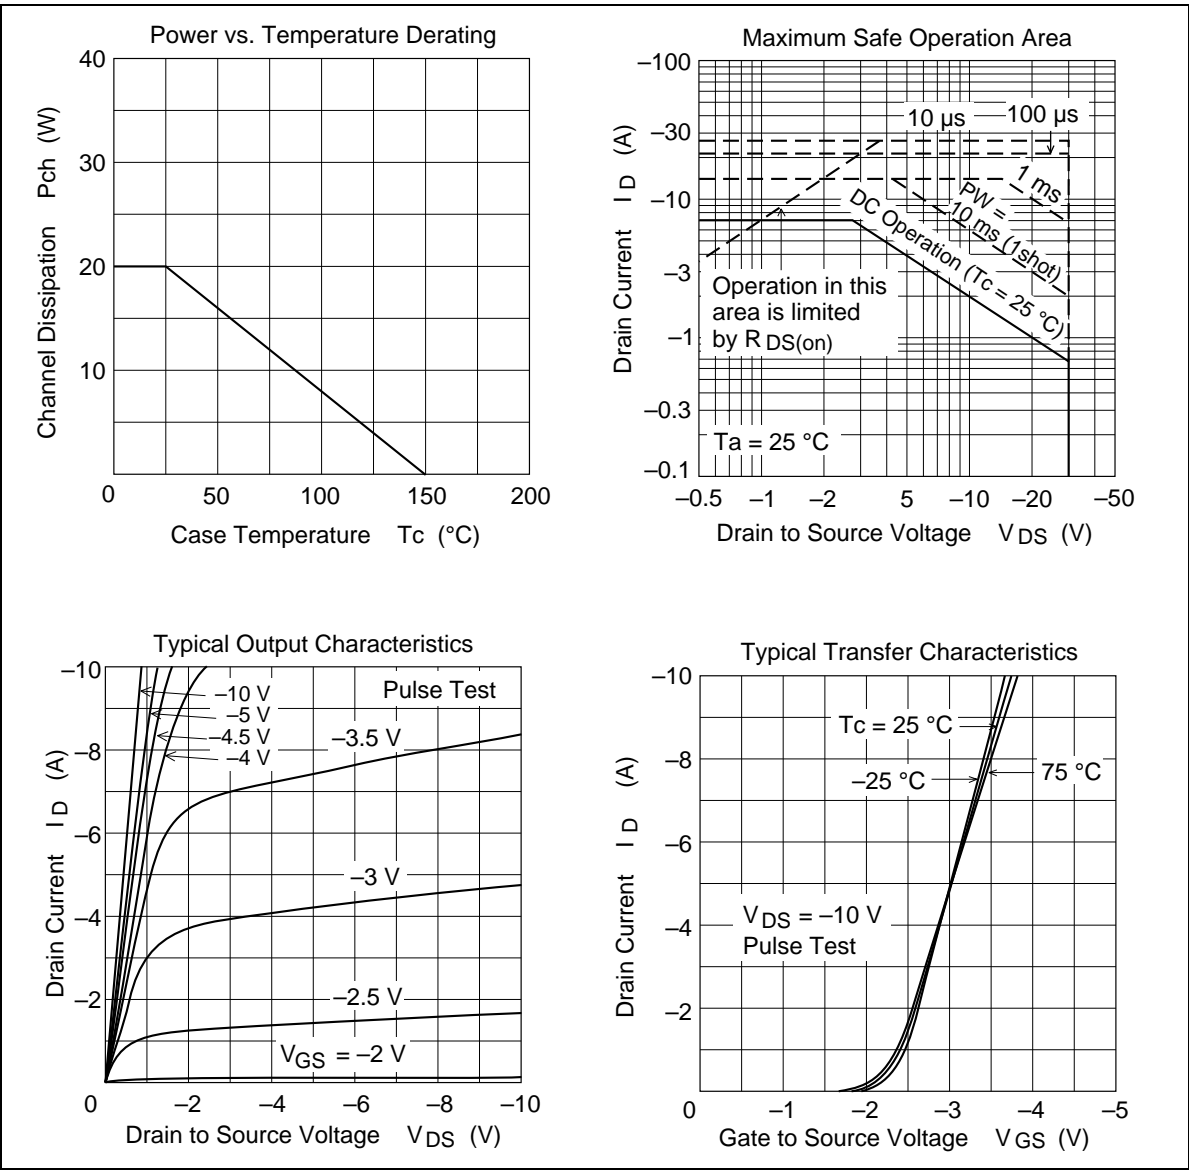 Power vs. Temperature Derating
40
30
20
10
0
50
100
150
200
Channel Dissipation Pch (W)
Case Temperature Tc (°C)
Maximum Safe Operation Area
–100
–30
–10
–3
–1
–0.3
–0.1
–0.5
–1
–2
5
–10
–20
–50
Drain Current I D (A)
Drain to Source Voltage V DS (V)
10 µs
100 µs
1 ms
PW =
10 ms (1shot)
DC Operation (Tc = 25 °C)
Operation in this
area is limited
by R DS(on)
Ta = 25 °C
Typical Output Characteristics
–10
–8
–6
–4
–2
0
–2
–4
–6
–8
–10
Drain Current I D (A)
Drain to Source Voltage V DS (V)
–10 V
–5 V
–4.5 V
–4 V
Pulse Test
–3.5 V
–3 V
–2.5 V
VGS = –2 V
Typical Transfer Characteristics
–10
–8
–6
–4
–2
0
–1
–2
–3
–4
–5
Drain Current I D (A)
Gate to Source Voltage V GS (V)
Tc = 25 °C
–25 °C
75 °C
V DS = –10 V
Pulse Test